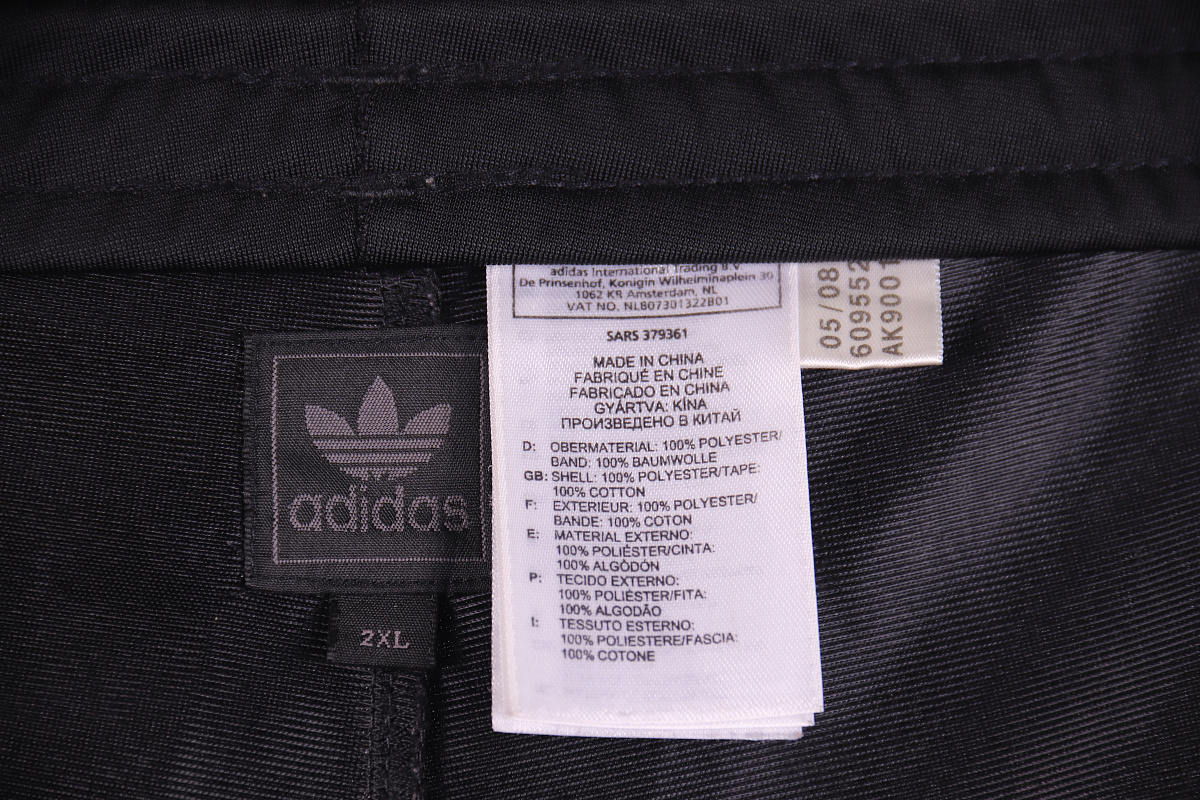 adidas International Trading B.V.
De Prinsenhof, Konigin Wilhelminaplein 30
1062 KR Amsterdam, NL
VAT NO. NL807301322B01
SARS 379361
MADE IN CHINA
FABRIQUÉ EN CHINE
FABRICADO EN CHINA
GYÁRTVA: KÍNA
ПРОИЗВЕДЕНО В КИТАЙ
D: OBERMATERIAL: 100% POLYESTER/
BAND: 100% BAUMWOLLE
GB: SHELL: 100% POLYESTER/TAPE:
100% COTTON
F: EXTERIEUR: 100% POLYESTER/
BANDE: 100% COTON
E: MATERIAL EXTERNO:
100% POLIÉSTER/CINTA:
100% ALGODÓN
P: TECIDO EXTERNO:
100% POLIÉSTER/FITA:
100% ALGODÃO
I: TESSUTO ESTERNO:
100% POLIESTERE/FASCIA:
100% COTONE
05/08
609552
AK9001
adidas
2XL